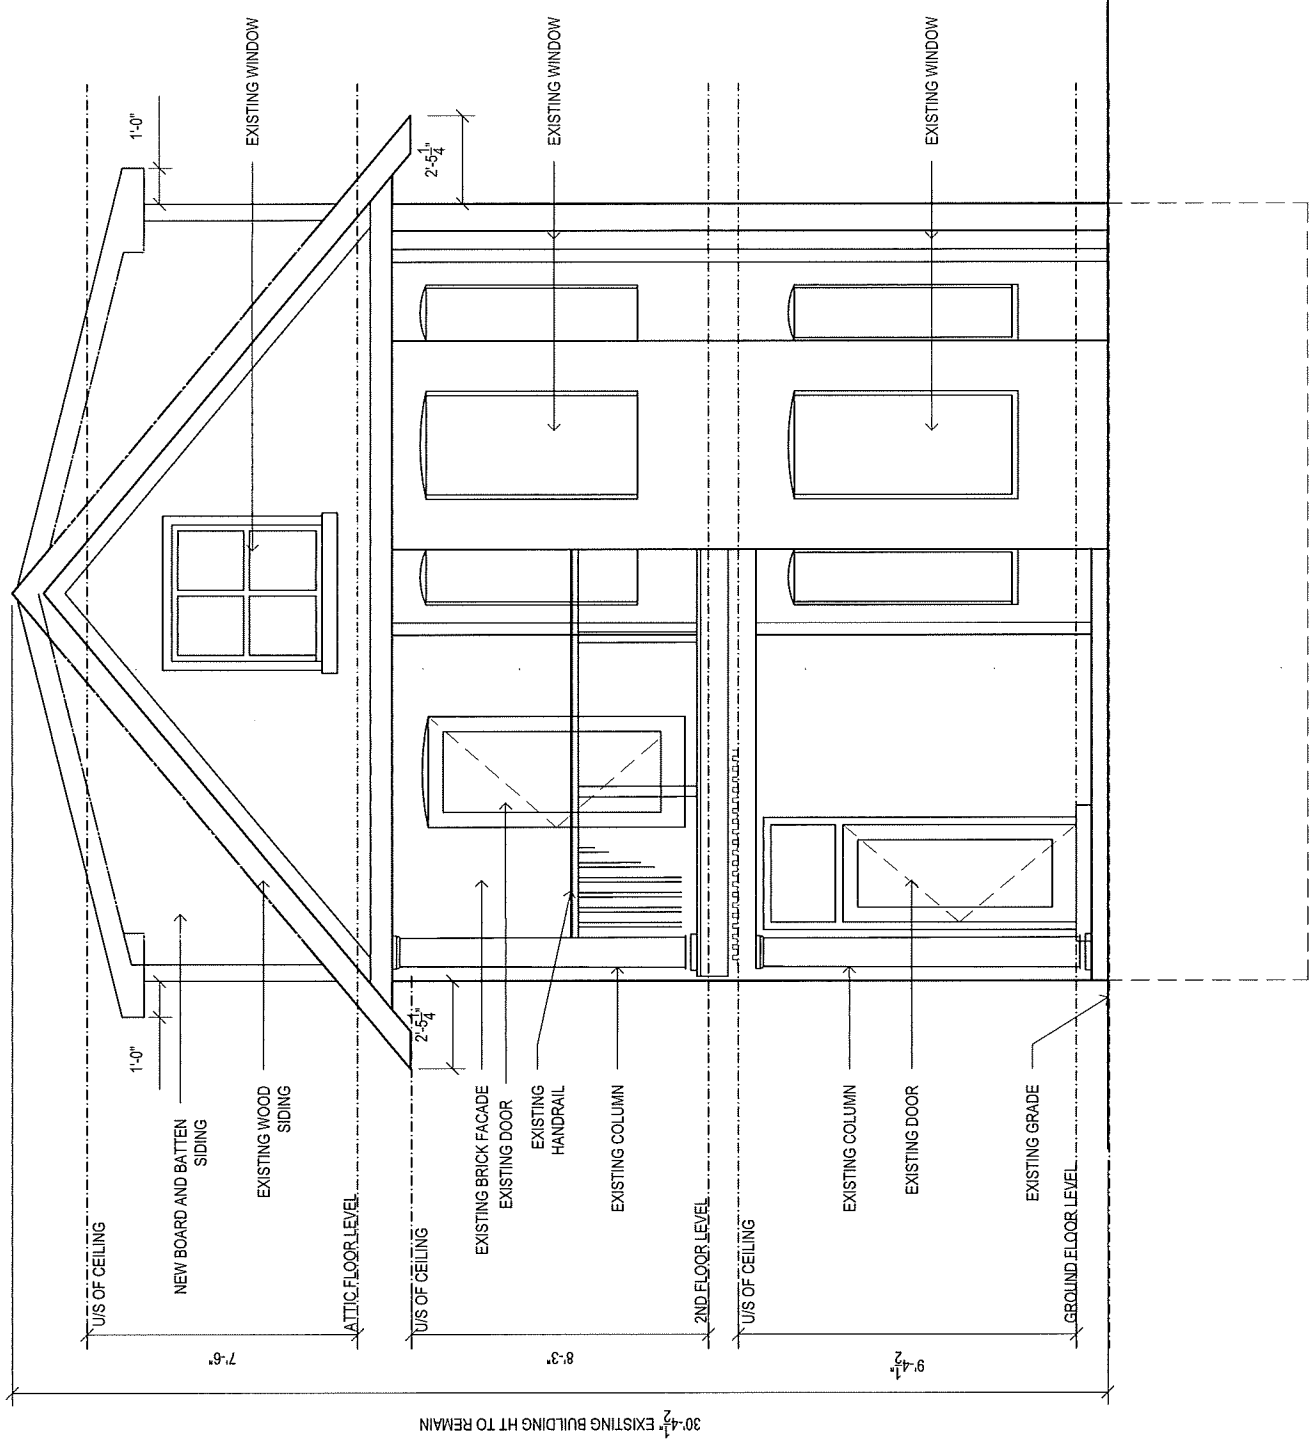 1'-0"
EXISTING WINDOW
2'-5 1/4"
EXISTING WINDOW
EXISTING WINDOW
1'-0"
NEW BOARD AND BATTEN
SIDING
EXISTING WOOD
SIDING
2'-5 1/4"
EXISTING BRICK FACADE
EXISTING DOOR
EXISTING
HANDRAIL
EXISTING COLUMN
EXISTING COLUMN
EXISTING DOOR
EXISTING GRADE
U/S OF CEILING
ATTIC FLOOR LEVEL
U/S OF CEILING
2ND FLOOR LEVEL
U/S OF CEILING
GROUND FLOOR LEVEL
7'-6"
8'-3"
9'-4 1/2"
30'-4 1/2" EXISTING BUILDING HT TO REMAIN